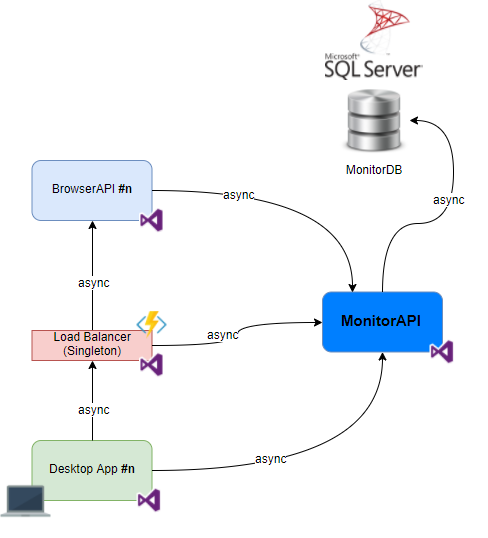 Microsoft
SQL Server
MonitorDB
BrowserAPI #n
async
async
async
MonitorAPI
Load Balancer
(Singleton)
async
async
Desktop App #n
async